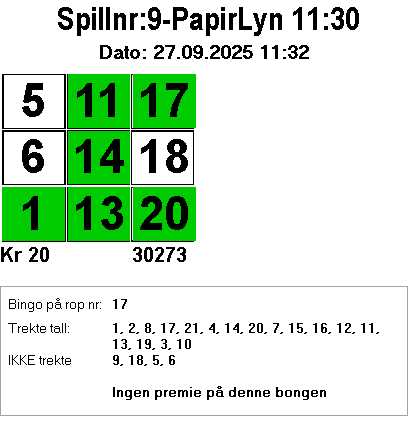 Spillnr:9-PapirLyn 11:30
Dato: 27.09.2025 11:32
5 11 17
6 14 18
1 13 20
Kr 20 30273
Bingo på rop nr: 17
Trekte tall: 1, 2, 8, 17, 21, 4, 14, 20, 7, 15, 16, 12, 11,
13, 19, 3, 10
IKKE trekte 9, 18, 5, 6
Ingen premie på denne bongen